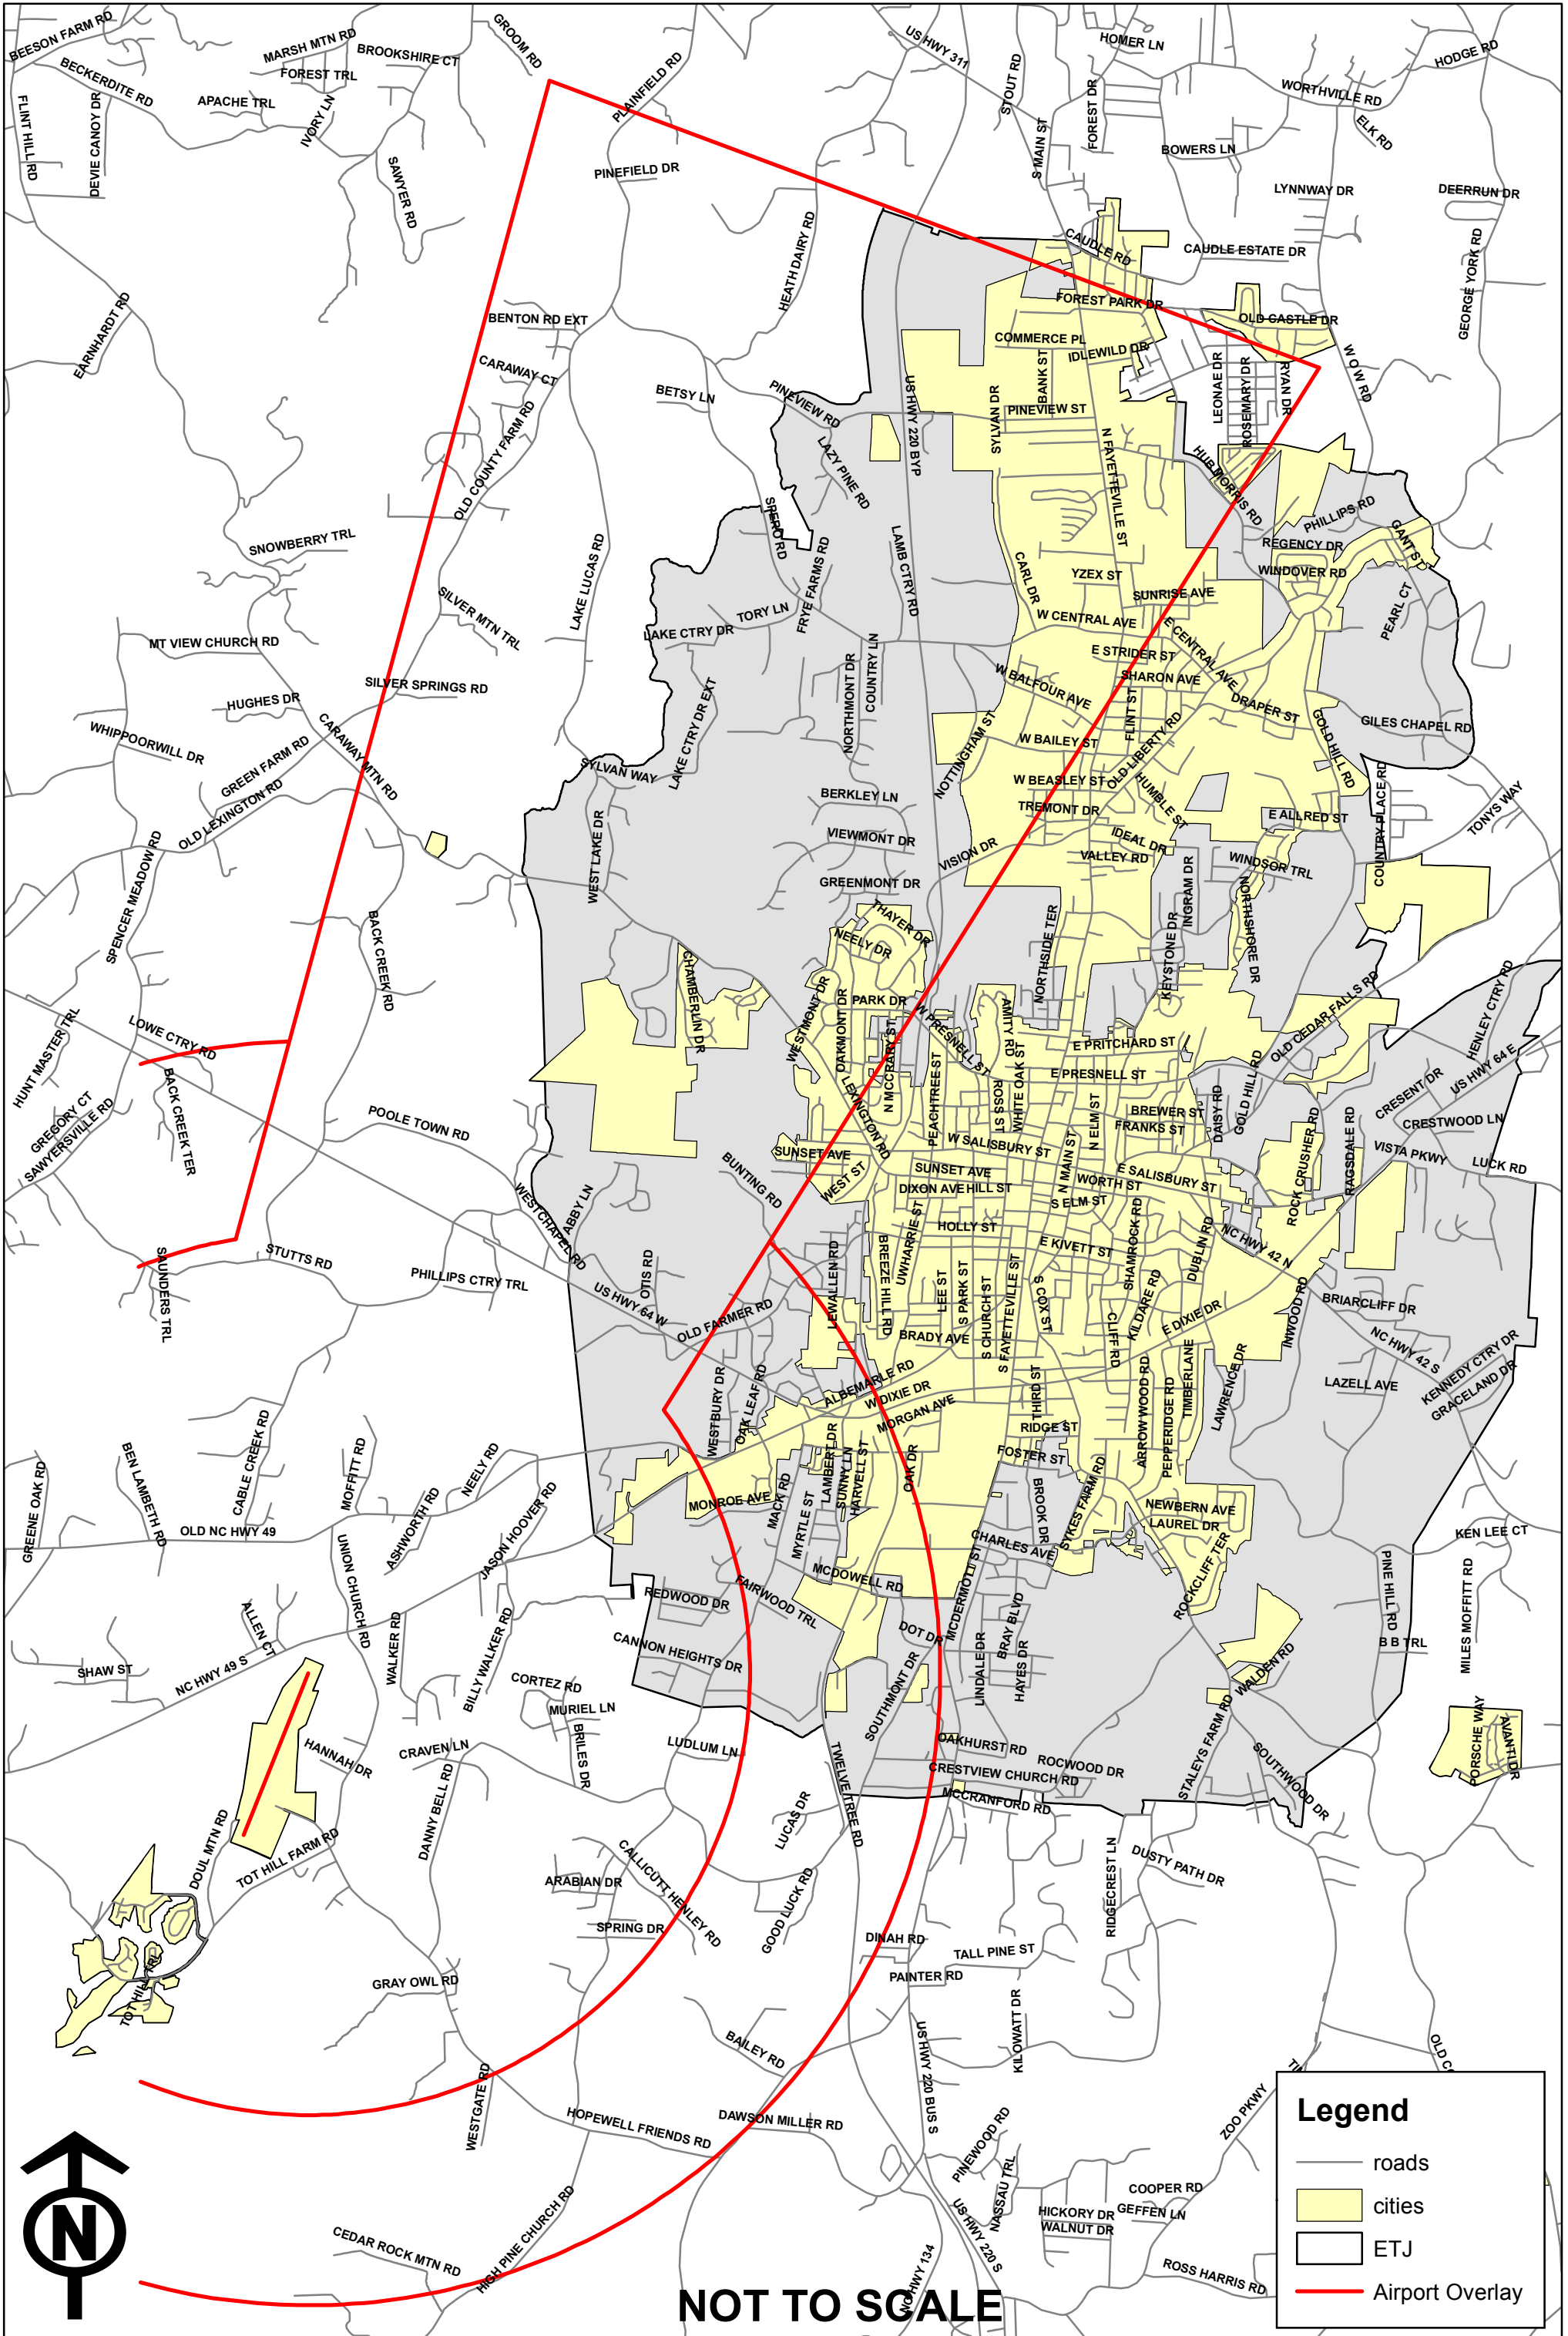 BEESON FARM RD
BECKERDITE RD
MARSH MTN RD
FOREST TRL
BROOKSHIRE CT
GROOM RD
PLAINFIELD RD
US HWY 311
STOUT RD
HOMER LN
HODGE RD
WORTHVILLE RD
ELK RD
FLINT HILL RD
DEVIE CANOY DR
APACHE TRL
IVORY LN
SAWYER RD
PINEFIELD DR
S MAIN ST
FOREST DR
BOWERS LN
LYNNWAY DR
DEERRUN DR
HEATH DAIRY RD
CAUDLE RD
CAUDLE ESTATE DR
GEORGE YORK RD
EARNHARDT RD
BENTON RD EXT
FOREST PARK DR
OLD CASTLE DR
COMMERCE PL
IDLEWILD DR
BANK ST
W O W RD
CARAWAY CT
BETSY LN
PINEVIEW RD
US HWY 220 BYP
SYLVAN DR
PINEVIEW ST
LEONAE DR
ROSEMARY DR
RYAN DR
OLD COUNTY FARM RD
LAZY PINE RD
N FAYETTEVILLE ST
HUB MORRIS RD
SPERO RD
PHILLIPS RD
GANT ST
SNOWBERRY TRL
LAKE LUCAS RD
FRYE FARMS RD
LAMB CTRY RD
CARL DR
YZEX ST
REGENCY DR
WINDOVER RD
SUNRISE AVE
PEARL CT
SILVER MTN TRL
TORY LN
LAKE CTRY DR
W CENTRAL AVE
E CENTRAL AVE
MT VIEW CHURCH RD
E STRIDER ST
SHARON AVE
NORTHMONT DR
COUNTRY LN
W BALFOUR AVE
FLINT ST
DRAPER ST
SILVER SPRINGS RD
HUGHES DR
LAKE CTRY DR EXT
GOLD HILL RD
GILES CHAPEL RD
WHIPPOORWILL DR
CARAWAY MTN RD
GREEN FARM RD
NOTTINGHAM ST
W BAILEY ST
OLD LIBERTY RD
SYLVAN WAY
W BEASLEY ST
HUMBLE ST
OLD LEXINGTON RD
BERKLEY LN
TREMONT DR
E ALLRED ST
COUNTRY PLACE RD
TONYS WAY
SPENCER MEADOW RD
WEST LAKE DR
VIEWMONT DR
VISION DR
IDEAL DR
VALLEY RD
WINDSOR TRL
GREENMONT DR
INGRAM DR
NORTHSHORE DR
BACK CREEK RD
CHAMBERLIN DR
THAYER DR
NEELY DR
NORTHSIDE TER
KEYSTONE DR
HUNT MASTER TRL
LOWE CTRY RD
WESTMONT DR
OAKMONT DR
PARK DR
W PRESNELL ST
AMITY RD
OLD CEDAR FALLS RD
HENLEY CTRY RD
N MCCRARY ST
E PRITCHARD ST
US HWY 64 E
GREGORY CT
SAWYERSVILLE RD
BACK CREEK TER
POOLE TOWN RD
LEXINGTON RD
PEACHTREE ST
ROSS ST
WHITE OAK ST
E PRESNELL ST
GOLD HILL RD
CRESENT DR
N ELM ST
BREWER ST
FRANKS ST
DAISY RD
ROCK CRUSHER RD
RAGSDALE RD
CRESTWOOD LN
SUNSET AVE
W SALISBURY ST
VISTA PKWY
LUCK RD
BUNTING RD
WEST ST
SUNSET AVE
DIXON AVE
HILL ST
N MAIN ST
WORTH ST
E SALISBURY ST
S ELM ST
WESTCHAPEL RD
ABBY LN
UWHARRIE ST
HOLLY ST
SHAMROCK RD
DUBLIN RD
NC HWY 42 N
SAUNDERS TRL
STUTTS RD
PHILLIPS CTRY TRL
OTIS RD
US HWY 64 W
LEWALLEN RD
BREEZE HILL RD
E KIVETT ST
LEE ST
S PARK ST
S CHURCH ST
S FAYETTEVILLE ST
S COX ST
KILDARE RD
INWOOD RD
BRIARCLIFF DR
OLD FARMER RD
BRADY AVE
CLIFF RD
E DIXIE DR
NC HWY 42 S
KENNEDY CTRY DR
GRACELAND DR
WESTBURY DR
OAK LEAF RD
ALBEMARLE RD
W DIXIE DR
MORGAN AVE
THIRD ST
ARROW WOOD RD
PEPPERIDGE RD
TIMBERLANE
LAWRENCE DR
LAZELL AVE
GREENE OAK RD
BEN LAMBETH RD
CABLE CREEK RD
MOFFITT RD
NEELY RD
RIDGE ST
FOSTER ST
LAMBERT DR
SUNNY LN
HARVELL ST
OAK DR
MONROE AVE
MACK RD
MYRTLE ST
BROOK DR
SYKES FARM RD
NEWBERN AVE
LAUREL DR
OLD NC HWY 49
ASHWORTH RD
JASON HOOVER RD
UNION CHURCH RD
CHARLES AVE
KEN LEE CT
MCDOWELL RD
MCDERMOTT ST
ROCKCLIFF TER
REDWOOD DR
FAIRWOOD TRL
PINE HILL RD
MILES MOFFITT RD
B B TRL
ALLEN CT
WALKER RD
BILLY WALKER RD
CANNON HEIGHTS DR
DOT DR
BRAY BLVD
LINDALE DR
HAYES DR
SHAW ST
NC HWY 49 S
CORTEZ RD
MURIEL LN
SOUTHMONT DR
WALDEN RD
STALEYS FARM RD
BRILES DR
LUDLUM LN
OAKHURST RD
ROCWOOD DR
HANNAH DR
CRAVEN LN
DANNY BELL RD
TWELVETREE RD
CRESTVIEW CHURCH RD
MCCRANFORD RD
SOUTHWOOD DR
PORSCHE WAY
AVANTI DR
DOUL MTN RD
TOT HILL FARM RD
LUCAS DR
RIDGECREST LN
DUSTY PATH DR
CALLICUTT HENLEY RD
ARABIAN DR
SPRING DR
GOOD LUCK RD
DINAH RD
TALL PINE ST
PAINTER RD
TOT HILL TRL
GRAY OWL RD
KILOWATT DR
BAILEY RD
US HWY 220 BUS S
WESTGATE RD
HOPEWELL FRIENDS RD
DAWSON MILLER RD
PINEWOOD RD
NASSAU TRL
ZOO PKWY
COOPER RD
HICKORY DR
GEFFEN LN
WALNUT DR
CEDAR ROCK MTN RD
HIGH PINE CHURCH RD
US HWY 220 S
NC HWY 134
ROSS HARRIS RD
N
NOT TO SCALE
Legend
roads
cities
ETJ
Airport Overlay